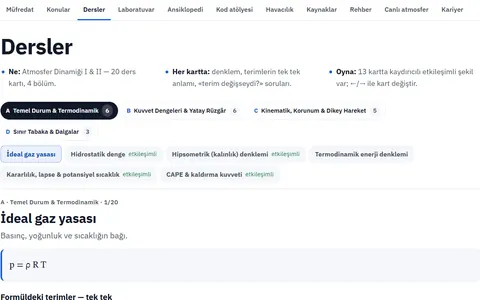 Müfredat Konular Dersler Laboratuvar Ansiklopedi Kod atölyesi Havacılık Kaynaklar Rehber Canlı atmosfer Kariyer
Dersler
Ne: Atmosfer Dinamiği I & II — 20 ders kartı, 4 bölüm.
Her kartta: denklem, terimlerin tek tek anlamı, «terim değişseydi?» soruları.
Oyna: 13 kartta kaydırıcılı etkileşimli şekil var; ←/→ ile kart değiştir.
A Temel Durum & Termodinamik 6
B Kuvvet Dengeleri & Yatay Rüzgâr 6
C Kinematik, Korunum & Dikey Hareket 5
D Sınır Tabaka & Dalgalar 3
İdeal gaz yasası
Hidrostatik denge etkileşimli
Hipsometrik (kalınlık) denklemi etkileşimli
Termodinamik enerji denklemi
Kararlılık, lapse & potansiyel sıcaklık etkileşimli
CAPE & kaldırma kuvveti etkileşimli
A · Temel Durum & Termodinamik · 1/20
İdeal gaz yasası
Basınç, yoğunluk ve sıcaklığın bağı.
p = ρ R T
Formüldeki terimler — tek tek